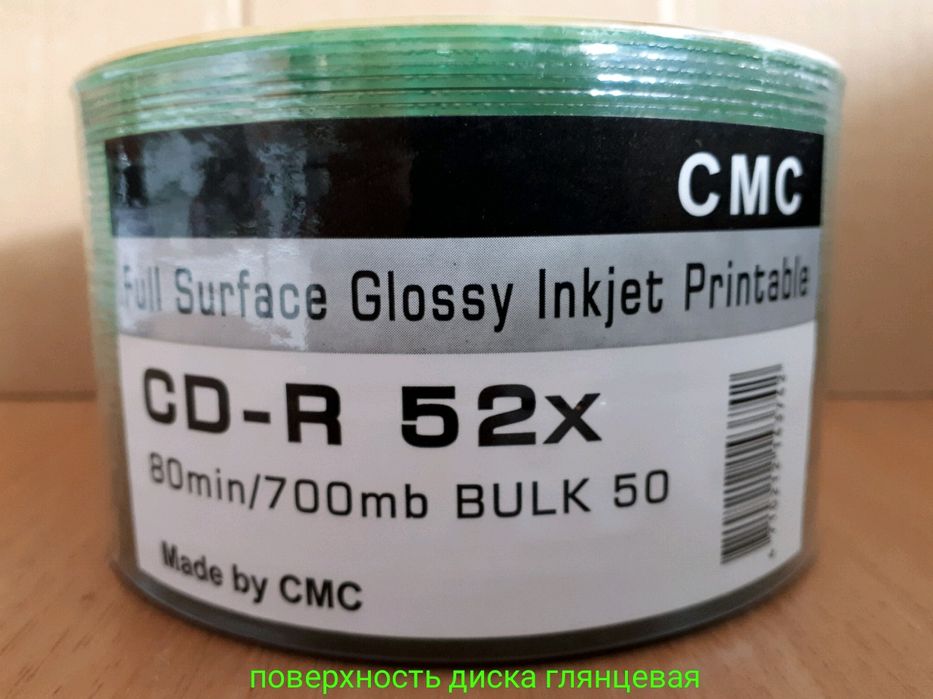 CMC
Full Surface Glossy Inkjet Printable
CD-R 52x
80min/700mb BULK 50
Made by CMC
поверхность диска глянцевая